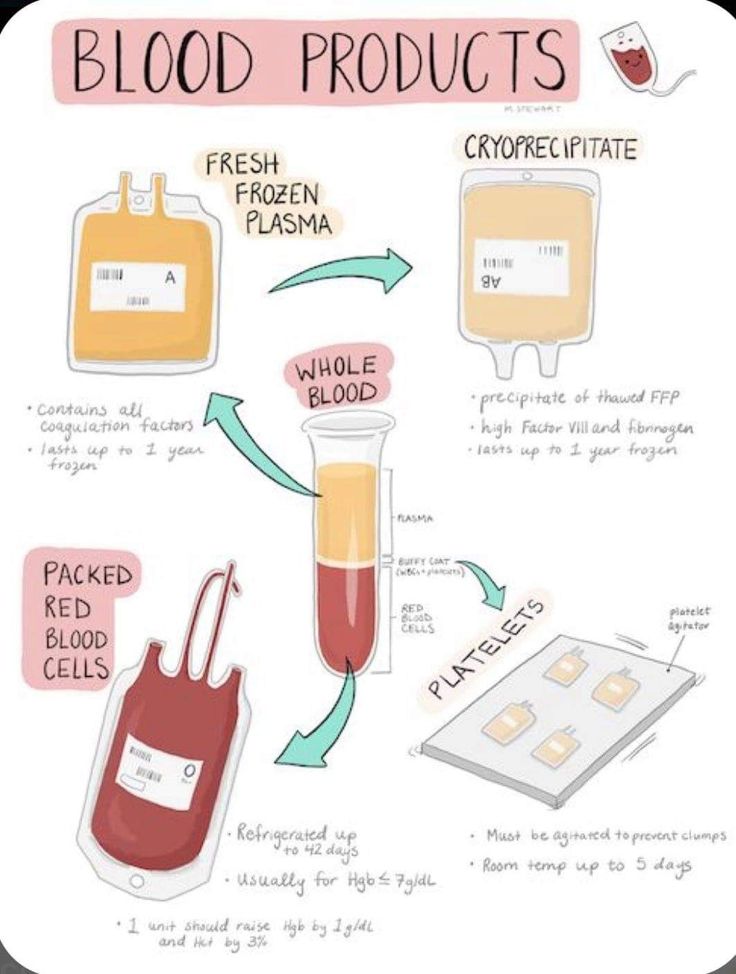 BLOOD PRODUCTS
M. STEWART
FRESH
FROZEN
PLASMA
A
• Contains all
coagulation factors
• lasts up to 1 year
frozen
CRYOPRECIPITATE
AB
• precipitate of thawed FFP
• high Factor VIII and fibrinogen
• lasts up to 1 year frozen
WHOLE
BLOOD
PLASMA
BUFFY COAT
(WBCs + platelets)
RED
BLOOD
CELLS
PACKED
RED
BLOOD
CELLS
O
• Refrigerated up
to 42 days
• Usually for Hgb ≤ 7g/dL
• 1 unit should raise Hgb by 1g/dL
and Hct by 3%
PLATELETS
platelet
agitator
• Must be agitated to prevent clumps
• Room temp up to 5 days